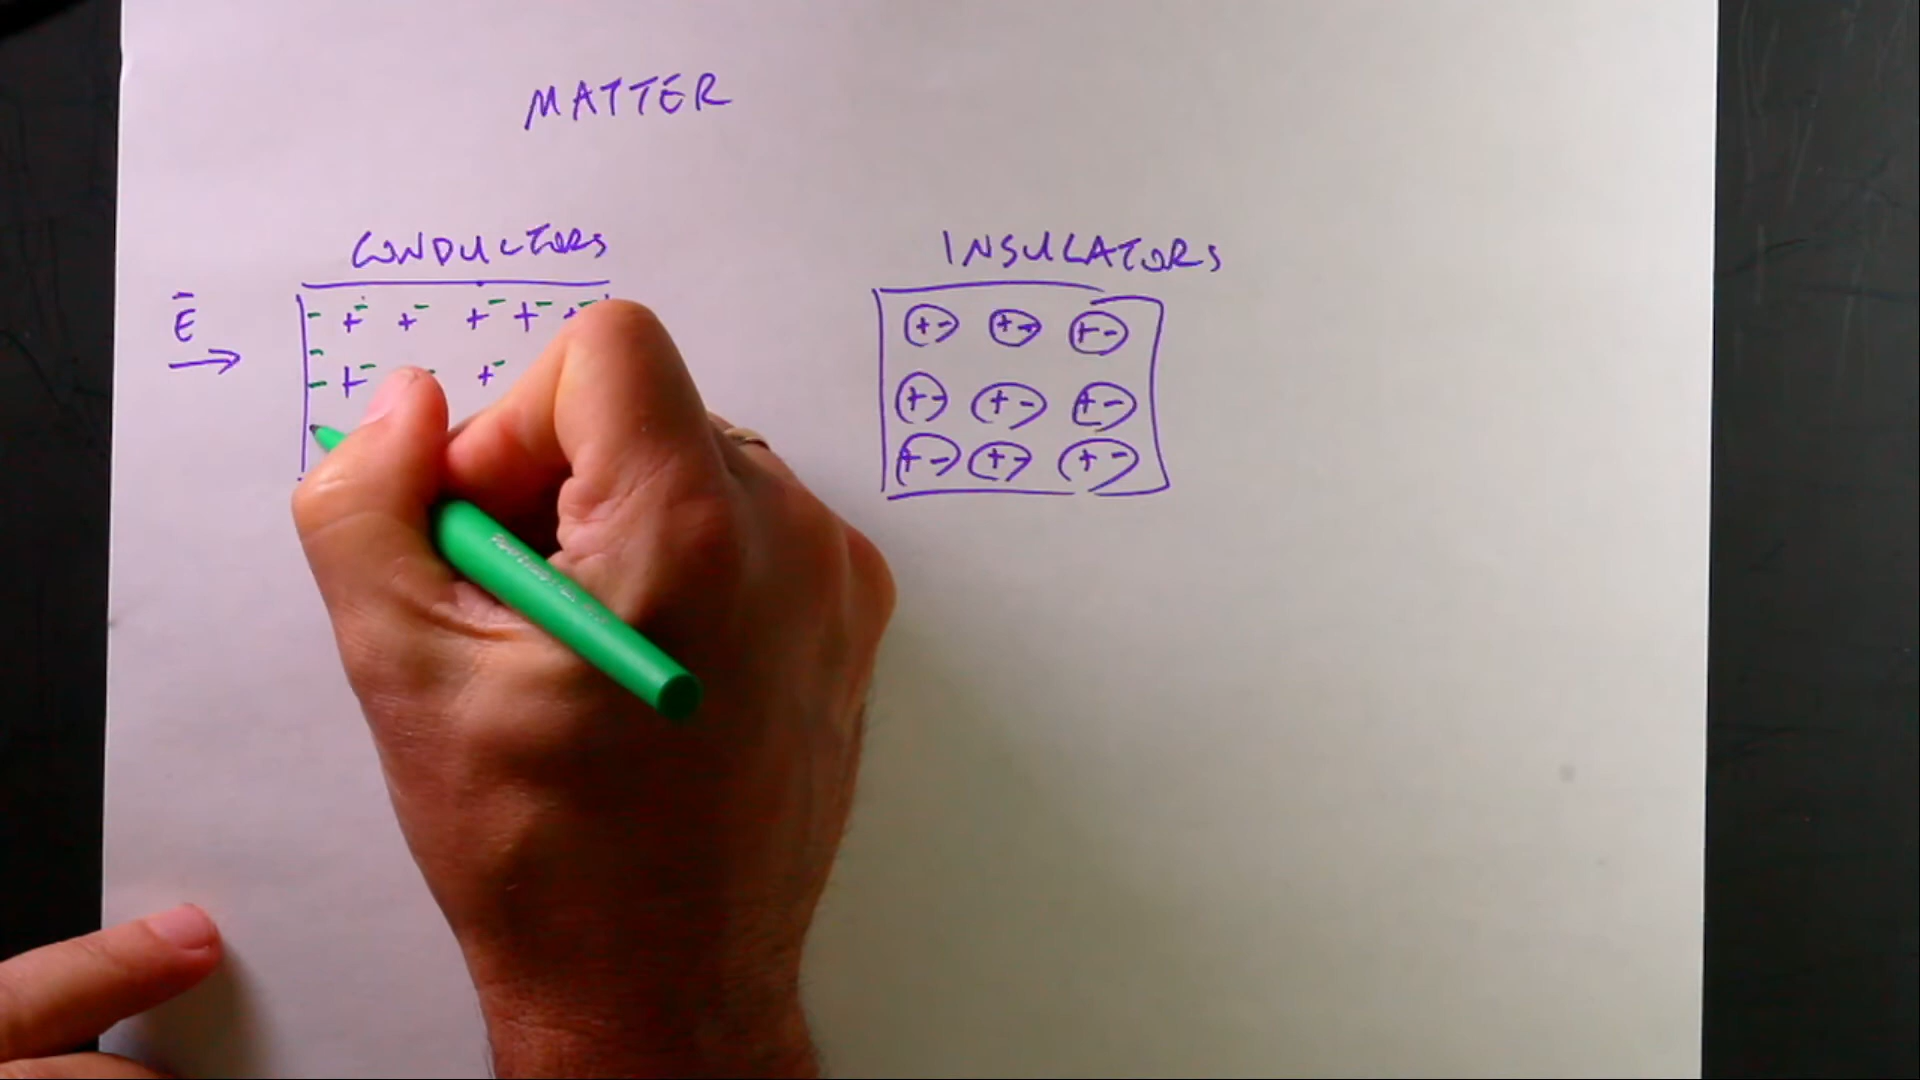 MATTER
CONDUCTORS
INSULATORS
Ē
→
- + - + - + - + - + -
- 
- + - - + -
+ - + - + -
+ - + - + -
+ - + - + -